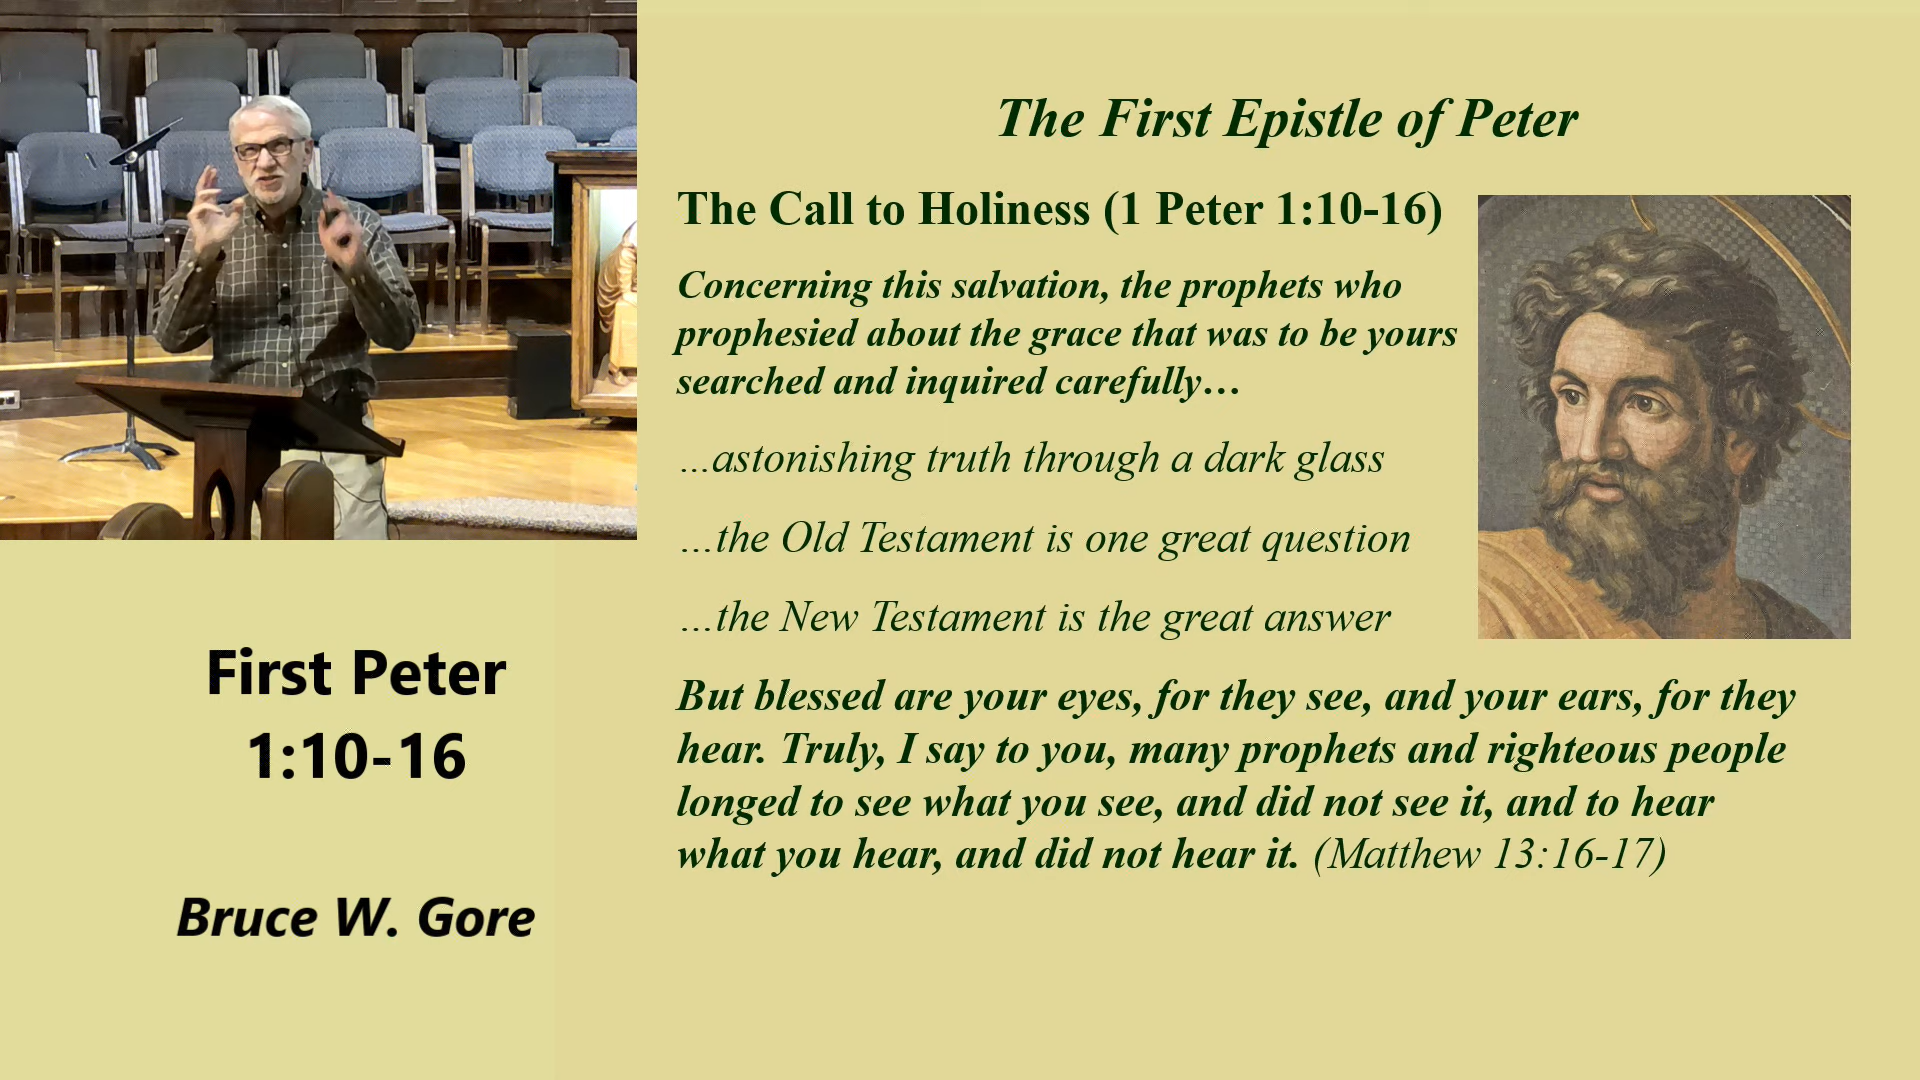 The First Epistle of Peter
The Call to Holiness (1 Peter 1:10-16)
Concerning this salvation, the prophets who
prophesied about the grace that was to be yours
searched and inquired carefully…
...astonishing truth through a dark glass
...the Old Testament is one great question
...the New Testament is the great answer
But blessed are your eyes, for they see, and your ears, for they
hear. Truly, I say to you, many prophets and righteous people
longed to see what you see, and did not see it, and to hear
what you hear, and did not hear it. (Matthew 13:16-17)
First Peter
1:10-16
Bruce W. Gore